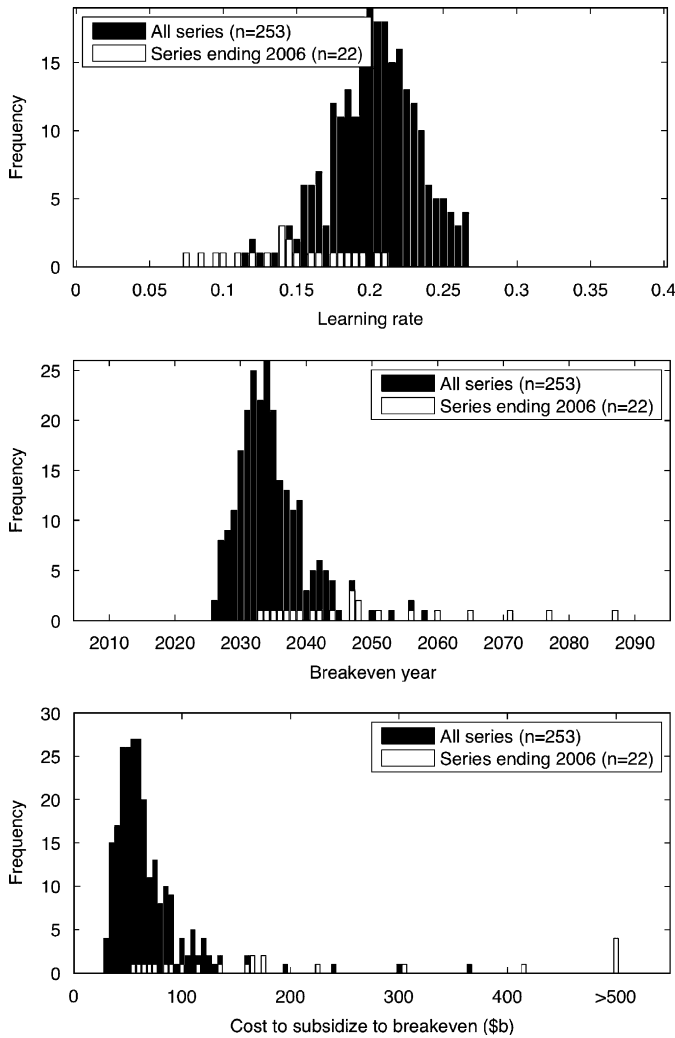 All series (n=253)
Series ending 2006 (n=22)
15
10
5
0
Frequency
0 0.05 0.1 0.15 0.2 0.25 0.3 0.35 0.4
Learning rate
All series (n=253)
Series ending 2006 (n=22)
25
20
15
10
5
0
Frequency
2010 2020 2030 2040 2050 2060 2070 2080 2090
Breakeven year
All series (n=253)
Series ending 2006 (n=22)
30
25
20
15
10
5
0
Frequency
0 100 200 300 400 >500
Cost to subsidize to breakeven ($b)